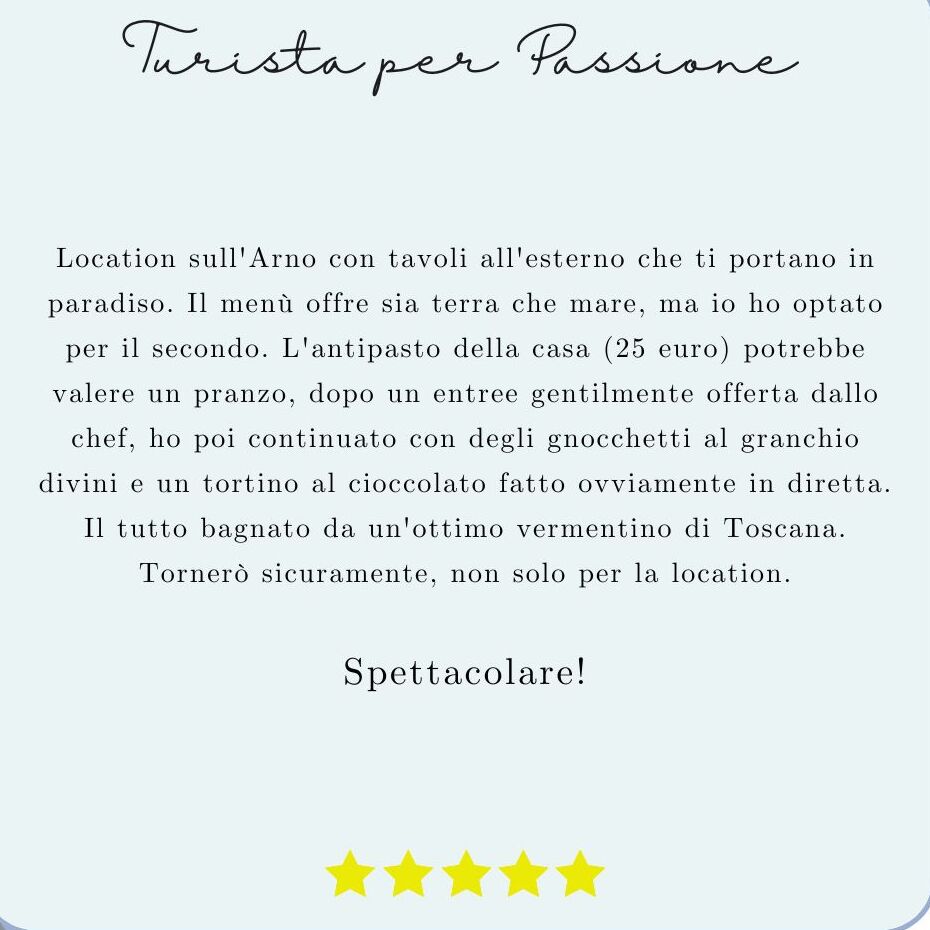 Turista per Passione
Location sull'Arno con tavoli all'esterno che ti portano in
paradiso. Il menù offre sia terra che mare, ma io ho optato
per il secondo. L'antipasto della casa (25 euro) potrebbe
valere un pranzo, dopo un entree gentilmente offerta dallo
chef, ho poi continuato con degli gnocchetti al granchio
divini e un tortino al cioccolato fatto ovviamente in diretta.
Il tutto bagnato da un'ottimo vermentino di Toscana.
Tornerò sicuramente, non solo per la location.
Spettacolare!